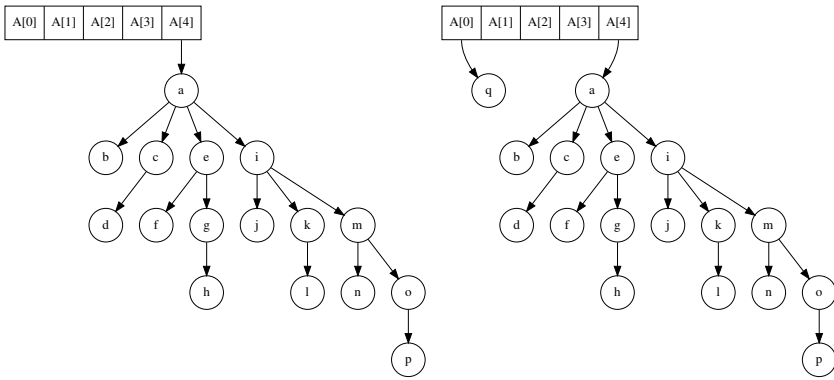 A[0] A[1] A[2] A[3] A[4] A[0] A[1] A[2] A[3] A[4]
q a
a
b c e i b c e i
d f g j k m d f g j k m
h l n o h l n o
p p